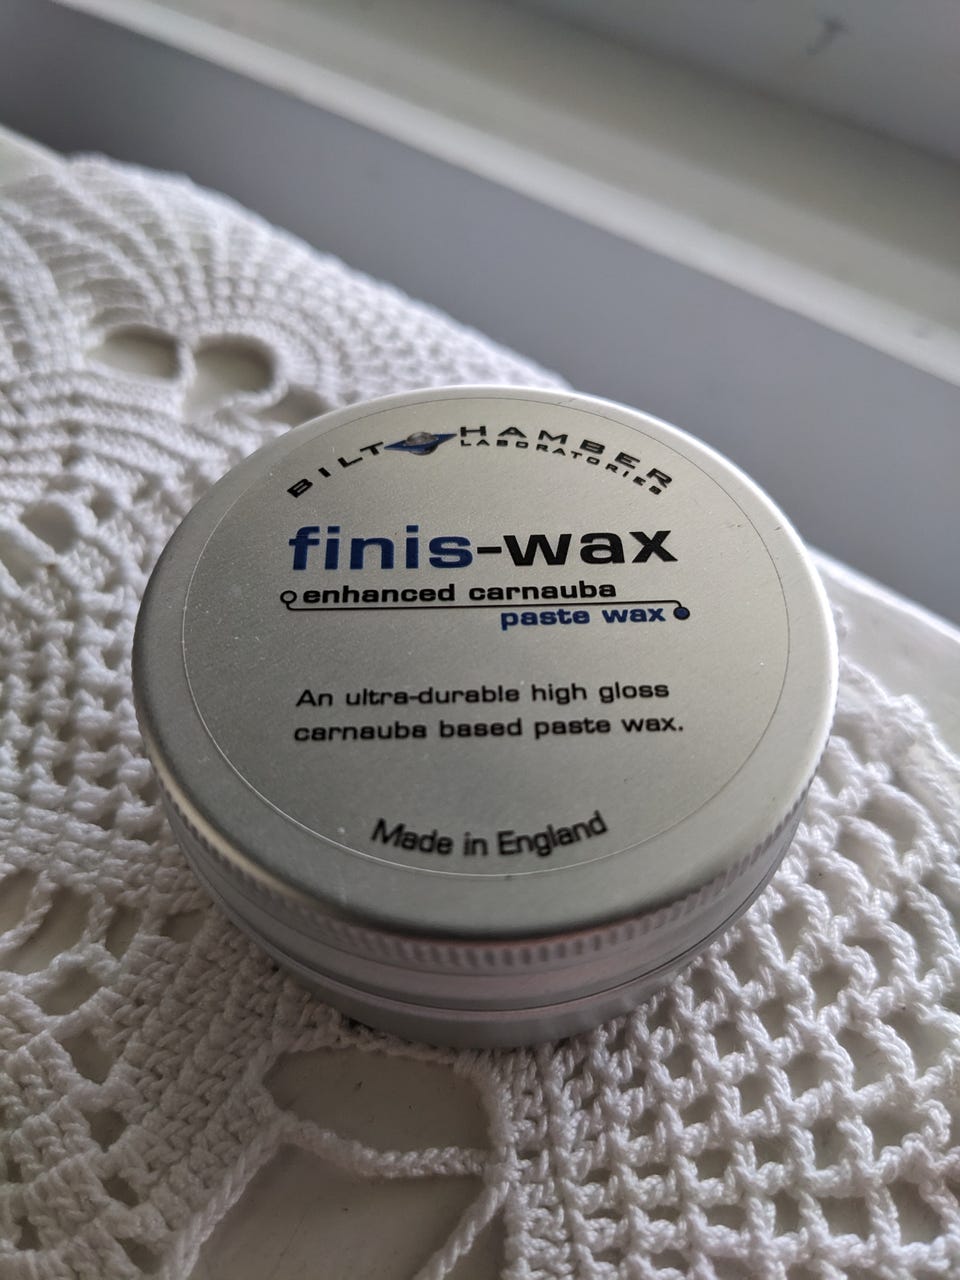 BILT HAMBER
LABORATORIES
finis-wax
enhanced carnauba
paste wax
An ultra-durable high gloss
carnauba based paste wax.
Made in England